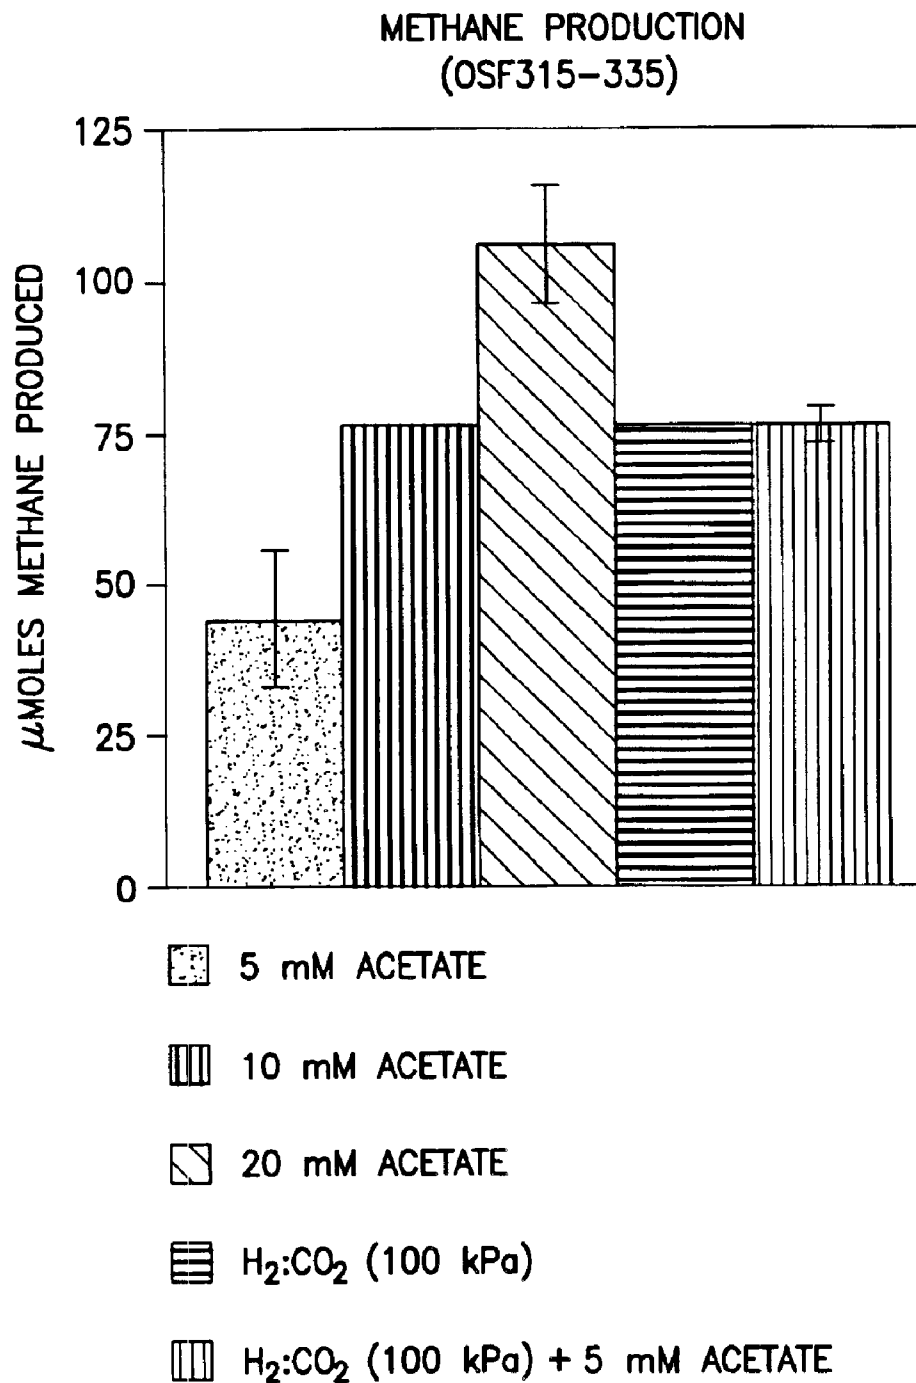 METHANE PRODUCTION
(OSF315-335)
125
100
75
50
25
0
μMOLES METHANE PRODUCED
5 mM ACETATE
10 mM ACETATE
20 mM ACETATE
H₂:CO₂ (100 kPa)
H₂:CO₂ (100 kPa) + 5 mM ACETATE